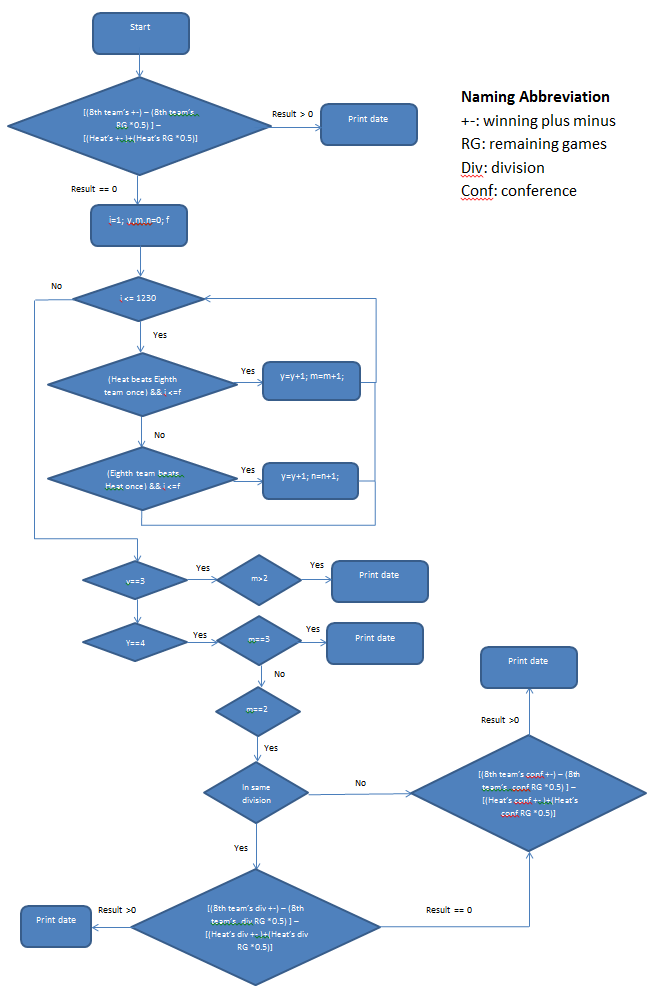 Start
[(8th team's +-) – (8th team's
RG *0.5) ] –
[(Heat's +-)+(Heat's RG *0.5)]
Result > 0
Print date
Naming Abbreviation
+-: winning plus minus
RG: remaining games
Div: division
Conf: conference
Result == 0
i=1; y,m,n=0; f
No
i <= 1230
Yes
(Heat beats Eighth
team once) && i <=f
Yes
y=y+1; m=m+1;
No
(Eighth team beats
Heat once) && i <=f
Yes
y=y+1; n=n+1;
y==3
Yes
m>2
Yes
Print date
Y==4
Yes
m==3
Yes
Print date
No
m==2
Yes
In same
division
No
Print date
Result >0
[(8th team's conf +-) – (8th
team's conf RG *0.5) ] –
[(Heat's conf +-)+(Heat's
conf RG *0.5)]
Yes
Print date
Result >0
[(8th team's div +-) – (8th
team's div RG *0.5) ] –
[(Heat's div +-)+(Heat's div
RG *0.5)]
Result == 0